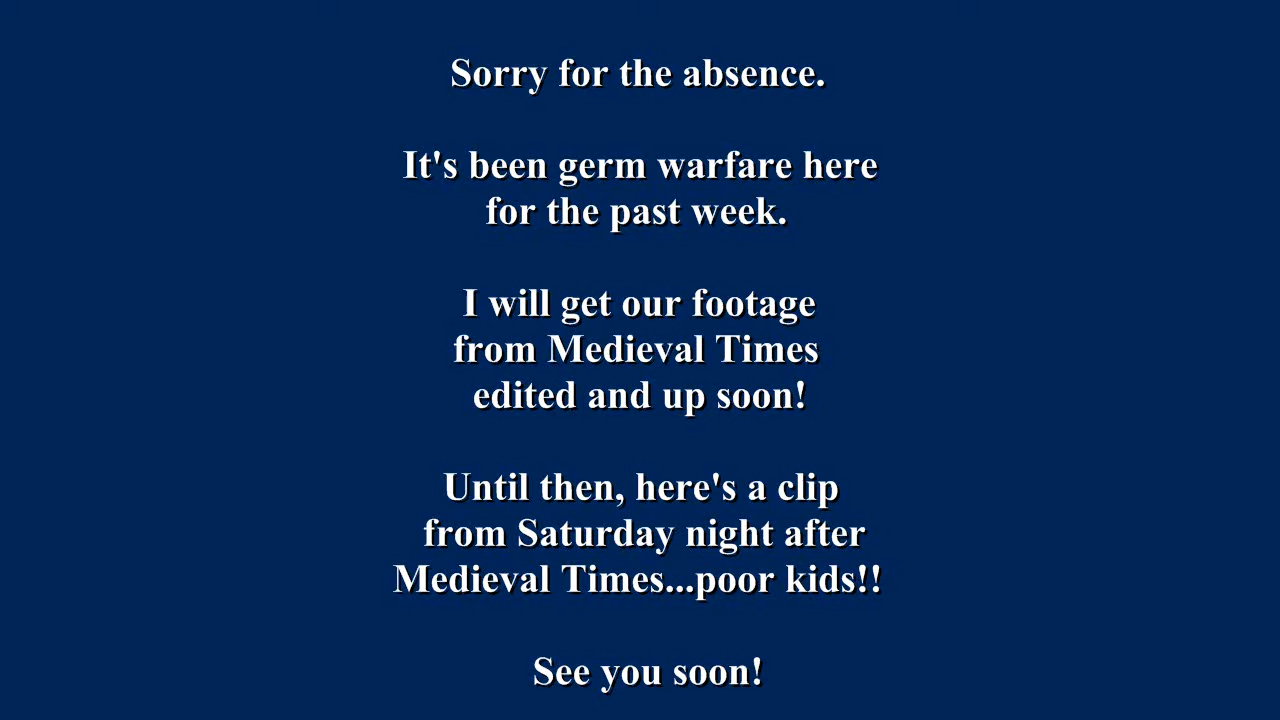 Sorry for the absence.
It's been germ warfare here
for the past week.
I will get our footage
from Medieval Times
edited and up soon!
Until then, here's a clip
from Saturday night after
Medieval Times...poor kids!!
See you soon!